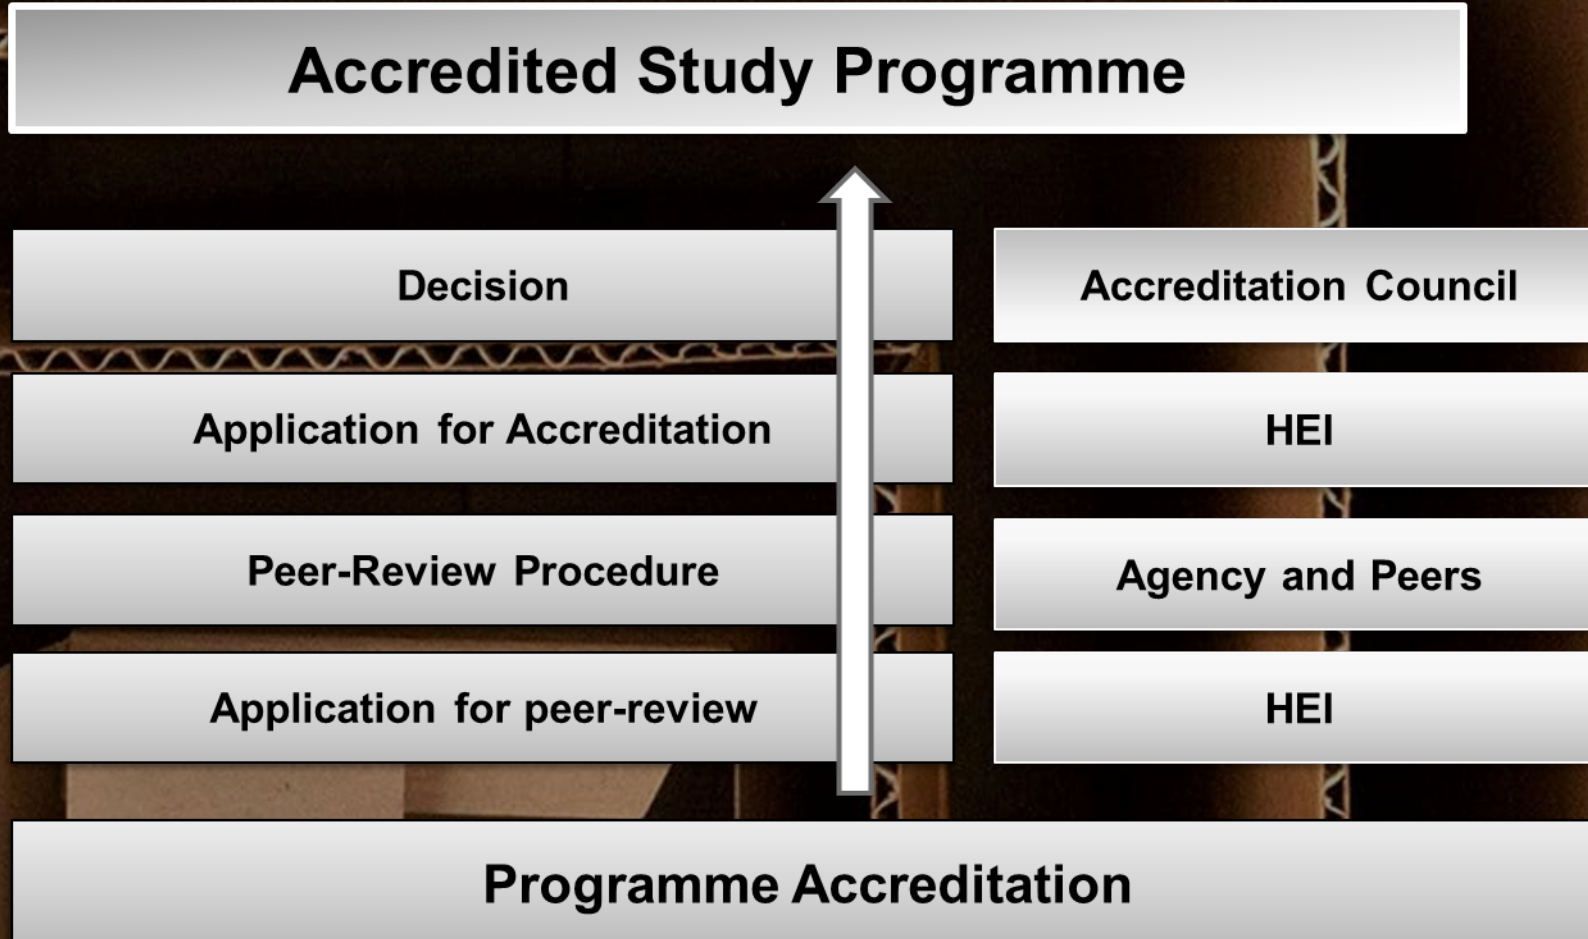 Accredited Study Programme
Decision
Accreditation Council
Application for Accreditation
HEI
Peer-Review Procedure
Agency and Peers
Application for peer-review
HEI
Programme Accreditation